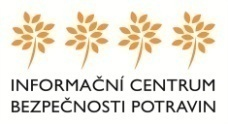 INFORMAČNÍ CENTRUM
BEZPEČNOSTI POTRAVIN